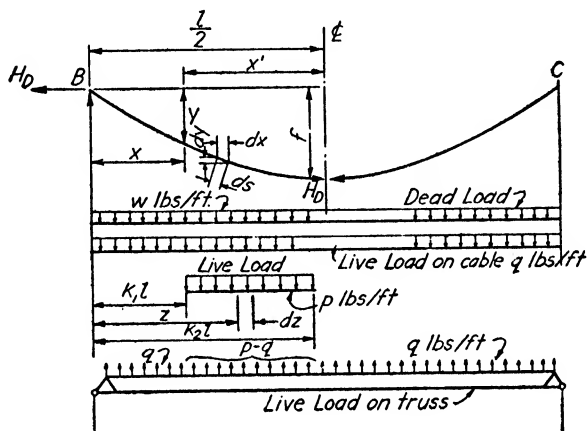 l/2
℄
H_D
B
x'
C
y
dy
dx
f
x
ds
H_D
w lbs/ft.
Dead Load
Live Load on cable q lbs/ft
Live Load
K₁l
p lbs/ft
z
dz
K₂l
q
p-q
q lbs/ft
Live Load on truss